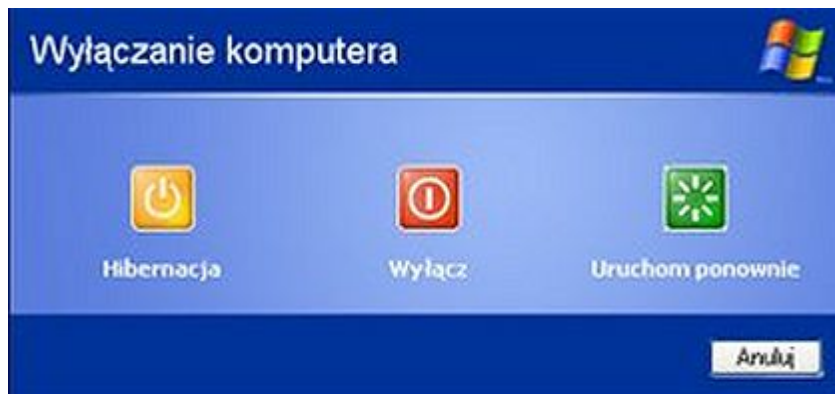 Wyłączanie komputera
Hibernacja
Wyłącz
Uruchom ponownie
Anuluj